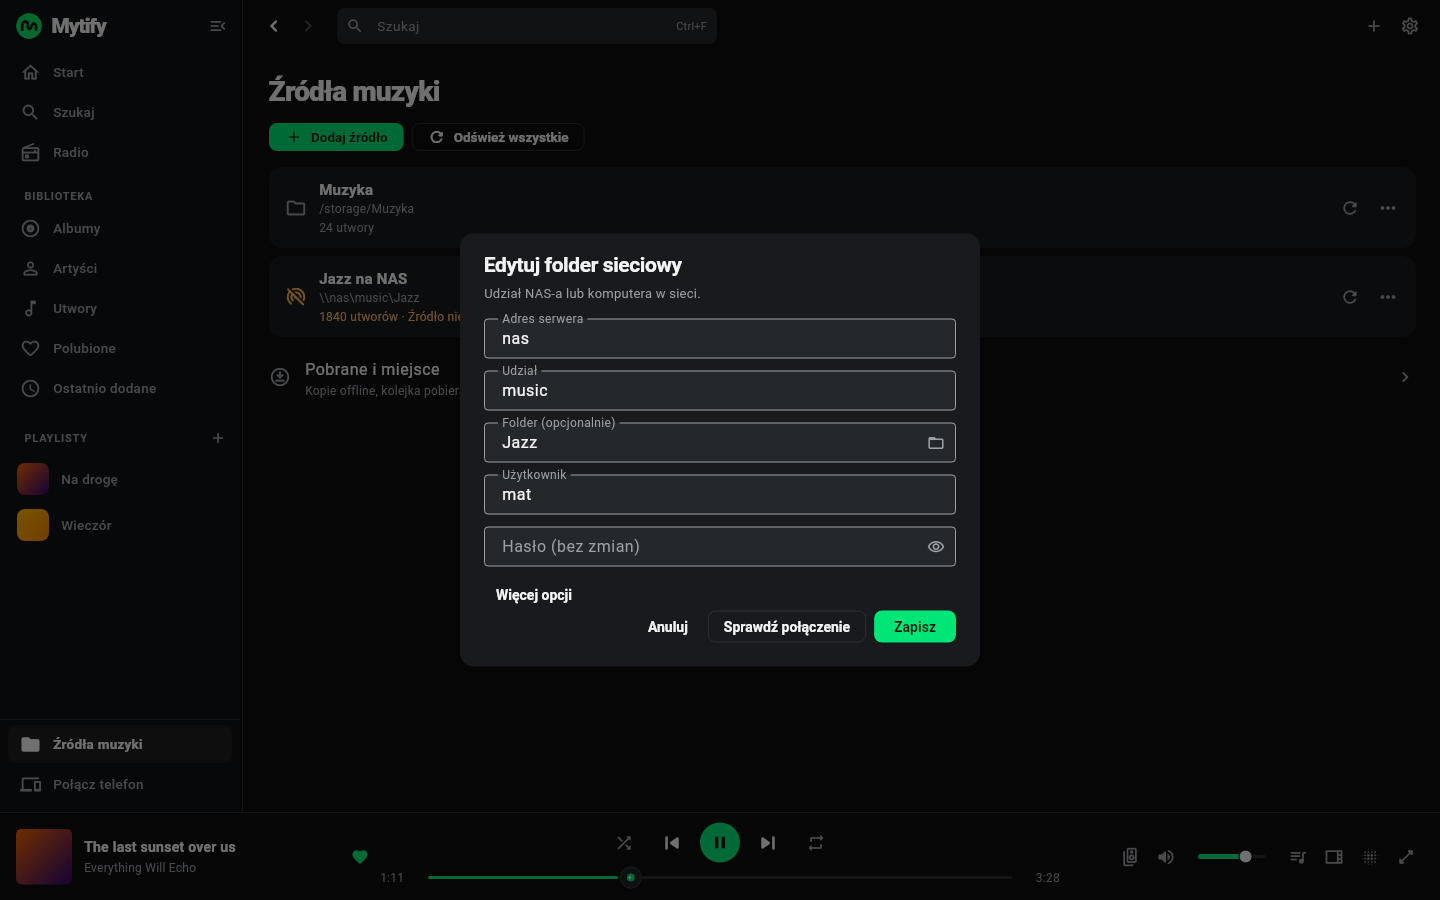 Mytify
Szukaj
Ctrl+F
Start
Szukaj
Radio
BIBLIOTEKA
Albumy
Artyści
Utwory
Polubione
Ostatnio dodane
PLAYLISTY
Na drogę
Wieczór
Źródła muzyki
Połącz telefon
Źródła muzyki
Dodaj źródło
Odśwież wszystkie
Muzyka
/storage/Muzyka
24 utwory
Jazz na NAS
\\nas\music\Jazz
1840 utworów · Źródło
Pobrane i miejsce
Kopie offline, kolejka
Edytuj folder sieciowy
Udział NAS-a lub komputera w sieci.
Adres serwera
nas
Udział
music
Folder (opcjonalnie)
Jazz
Użytkownik
mat
Hasło (bez zmian)
Więcej opcji
Anuluj
Sprawdź połączenie
Zapisz
The last sunset over us
Everything Will Echo
1:11
3:28